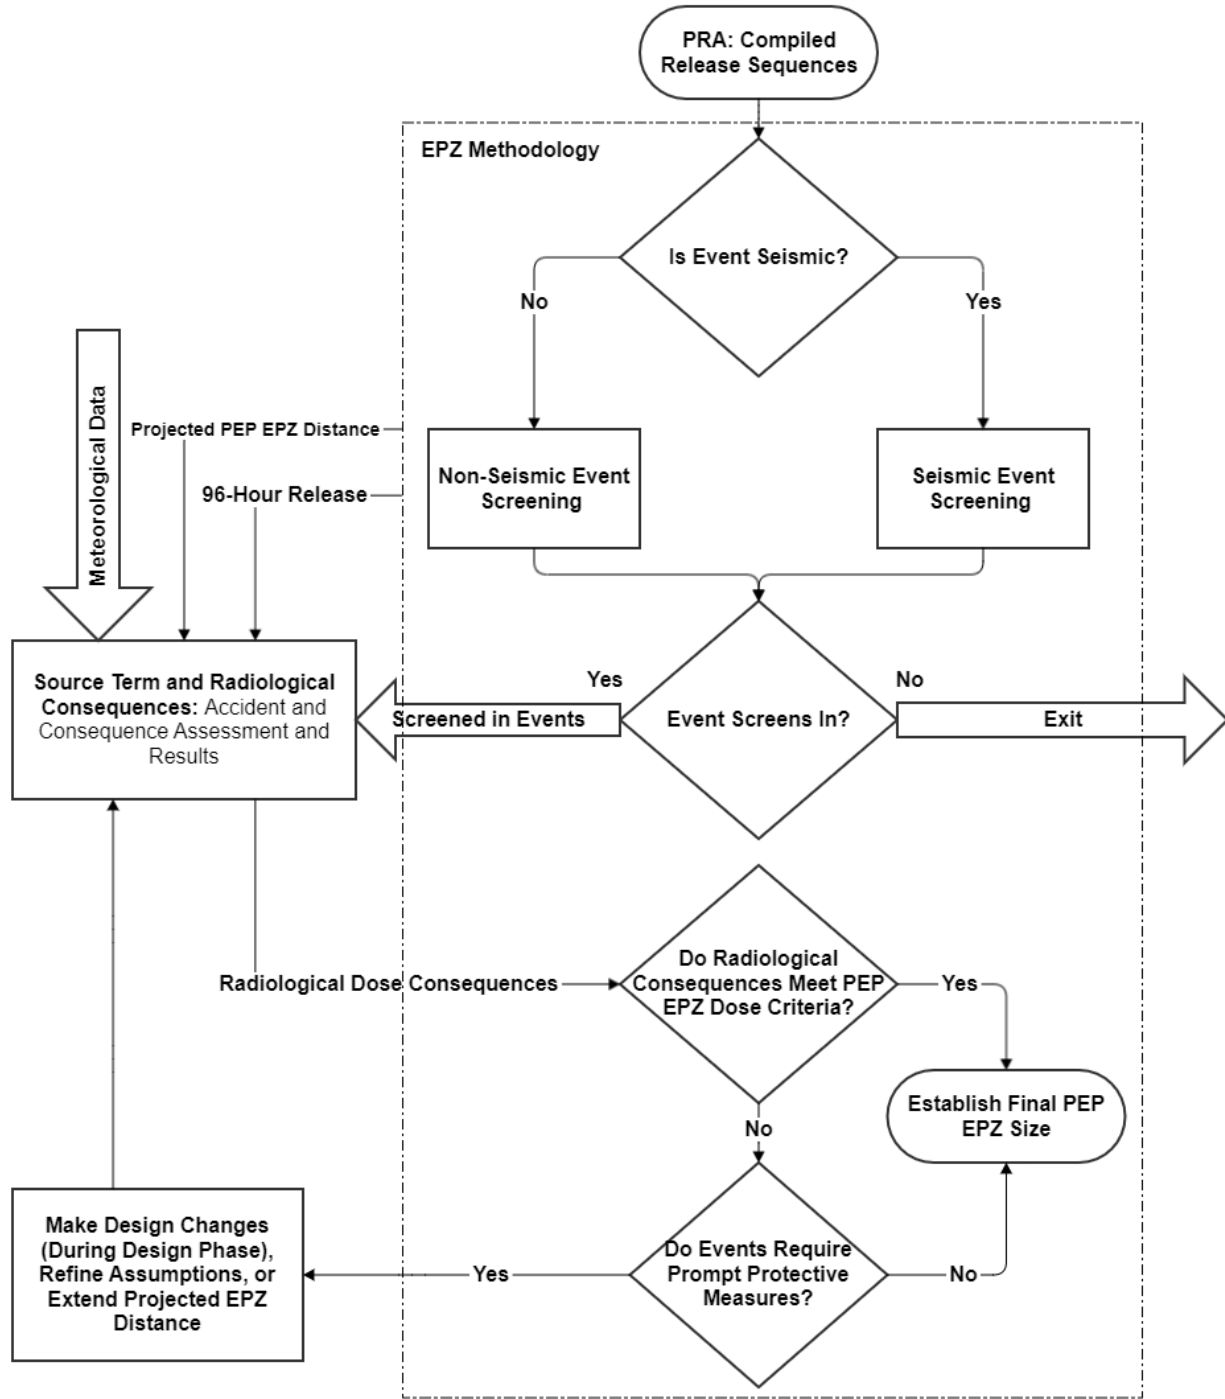 PRA: Compiled
Release Sequences
EPZ Methodology
Is Event Seismic?
No
Yes
Meteorological Data
Projected PEP EPZ Distance
96-Hour Release
Non-Seismic Event
Screening
Seismic Event
Screening
Source Term and Radiological
Consequences: Accident and
Consequence Assessment and
Results
Yes
Screened in Events
Event Screens In?
No
Exit
Radiological Dose Consequences
Do Radiological
Consequences Meet PEP
EPZ Dose Criteria?
Yes
Establish Final PEP
EPZ Size
No
Make Design Changes
(During Design Phase),
Refine Assumptions, or
Extend Projected EPZ
Distance
Yes
Do Events Require
Prompt Protective
Measures?
No